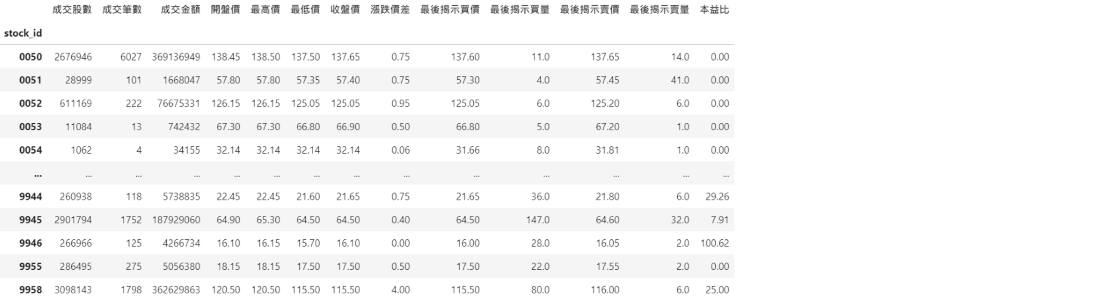 成交股數 成交筆數 成交金額 開盤價 最高價 最低價 收盤價 漲跌價差 最後揭示買價 最後揭示買量 最後揭示賣價 最後揭示賣量 本益比
stock_id
0050 2676946 6027 369136949 138.45 138.50 137.50 137.65 0.75 137.60 11.0 137.65 14.0 0.00
0051 28999 101 1668047 57.80 57.80 57.35 57.40 0.75 57.30 4.0 57.45 41.0 0.00
0052 611169 222 76675331 126.15 126.15 125.05 125.05 0.95 125.05 6.0 125.20 6.0 0.00
0053 11084 13 742432 67.30 67.30 66.80 66.90 0.50 66.80 5.0 67.20 1.0 0.00
0054 1062 4 34155 32.14 32.14 32.14 32.14 0.06 31.66 8.0 31.81 1.0 0.00
... ... ... ... ... ... ... ... ... ... ... ... ... ...
9944 260938 118 5738835 22.45 22.45 21.60 21.65 0.75 21.65 36.0 21.80 6.0 29.26
9945 2901794 1752 187929060 64.90 65.30 64.50 64.50 0.40 64.50 147.0 64.60 32.0 7.91
9946 266966 125 4266734 16.10 16.15 15.70 16.10 0.00 16.00 28.0 16.05 2.0 100.62
9955 286495 275 5056380 18.15 18.15 17.50 17.50 0.50 17.50 22.0 17.55 2.0 0.00
9958 3098143 1798 362629863 120.50 120.50 115.50 115.50 4.00 115.50 80.0 116.00 6.0 25.00